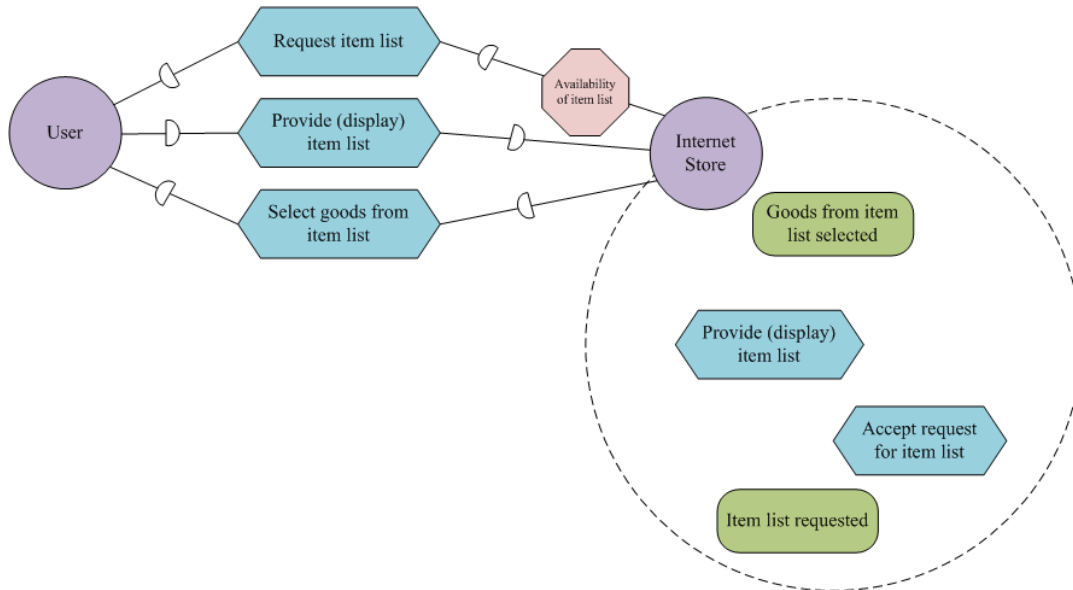 Request item list
Availability
of item list
User
Provide (display)
item list
Internet
Store
Select goods from
item list
Goods from item
list selected
Provide (display)
item list
Accept request
for item list
Item list requested